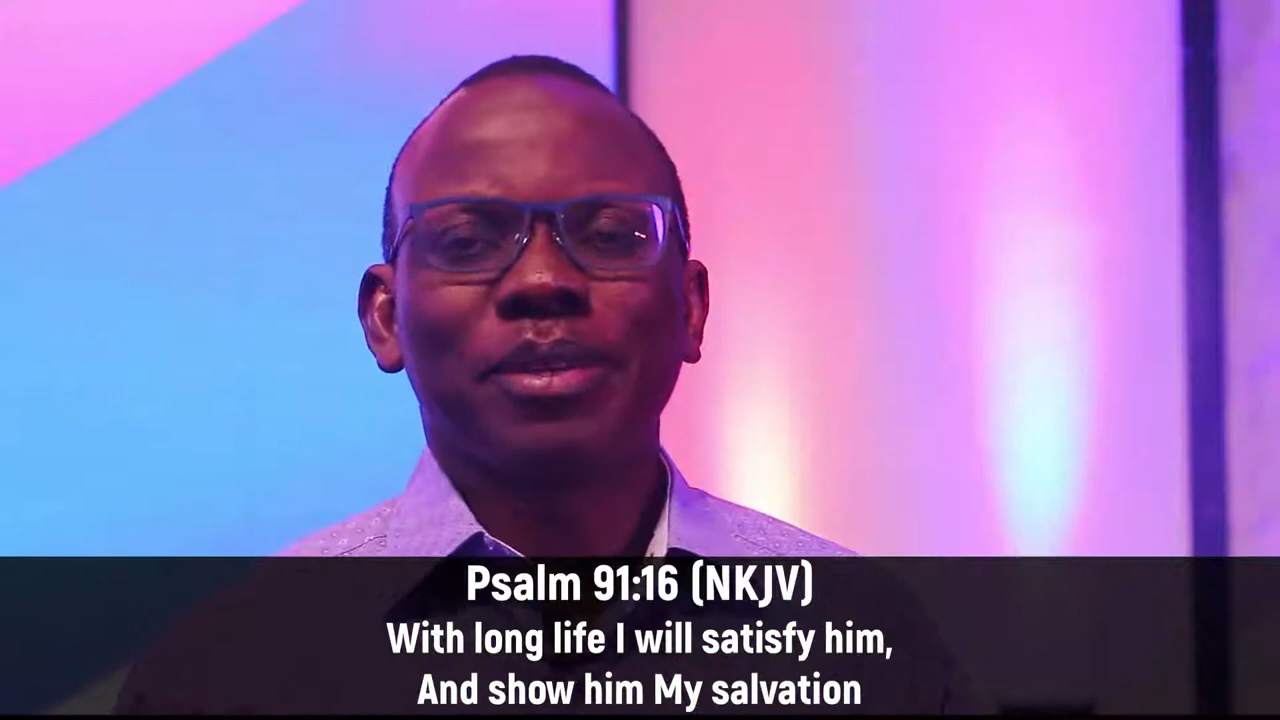 Psalm 91:16 (NKJV)
With long life I will satisfy him,
And show him My salvation